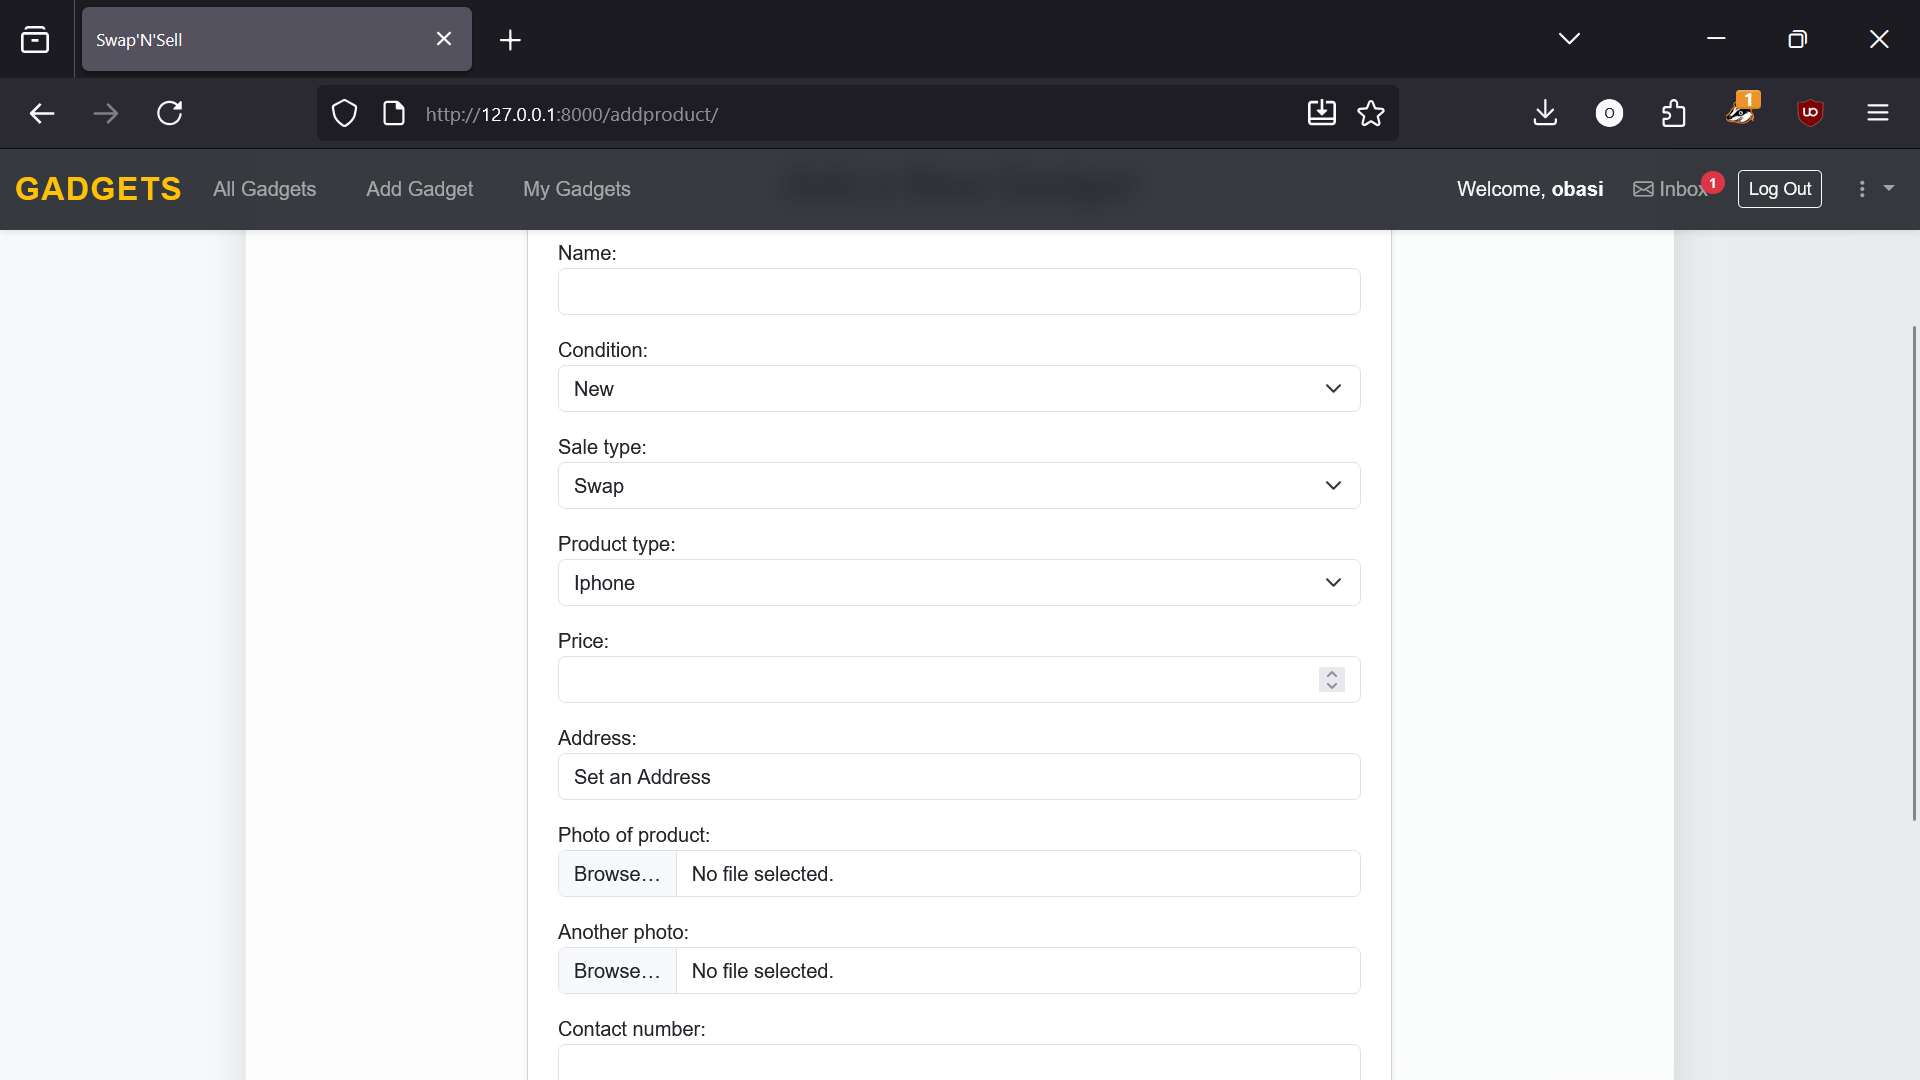 Swap'N'Sell
http://127.0.0.1:8000/addproduct/
1
GADGETS All Gadgets Add Gadget My Gadgets Welcome, obasi Inbox 1 Log Out
Name:
Condition:
New
Sale type:
Swap
Product type:
Iphone
Price:
Address:
Set an Address
Photo of product:
Browse… No file selected.
Another photo:
Browse… No file selected.
Contact number: